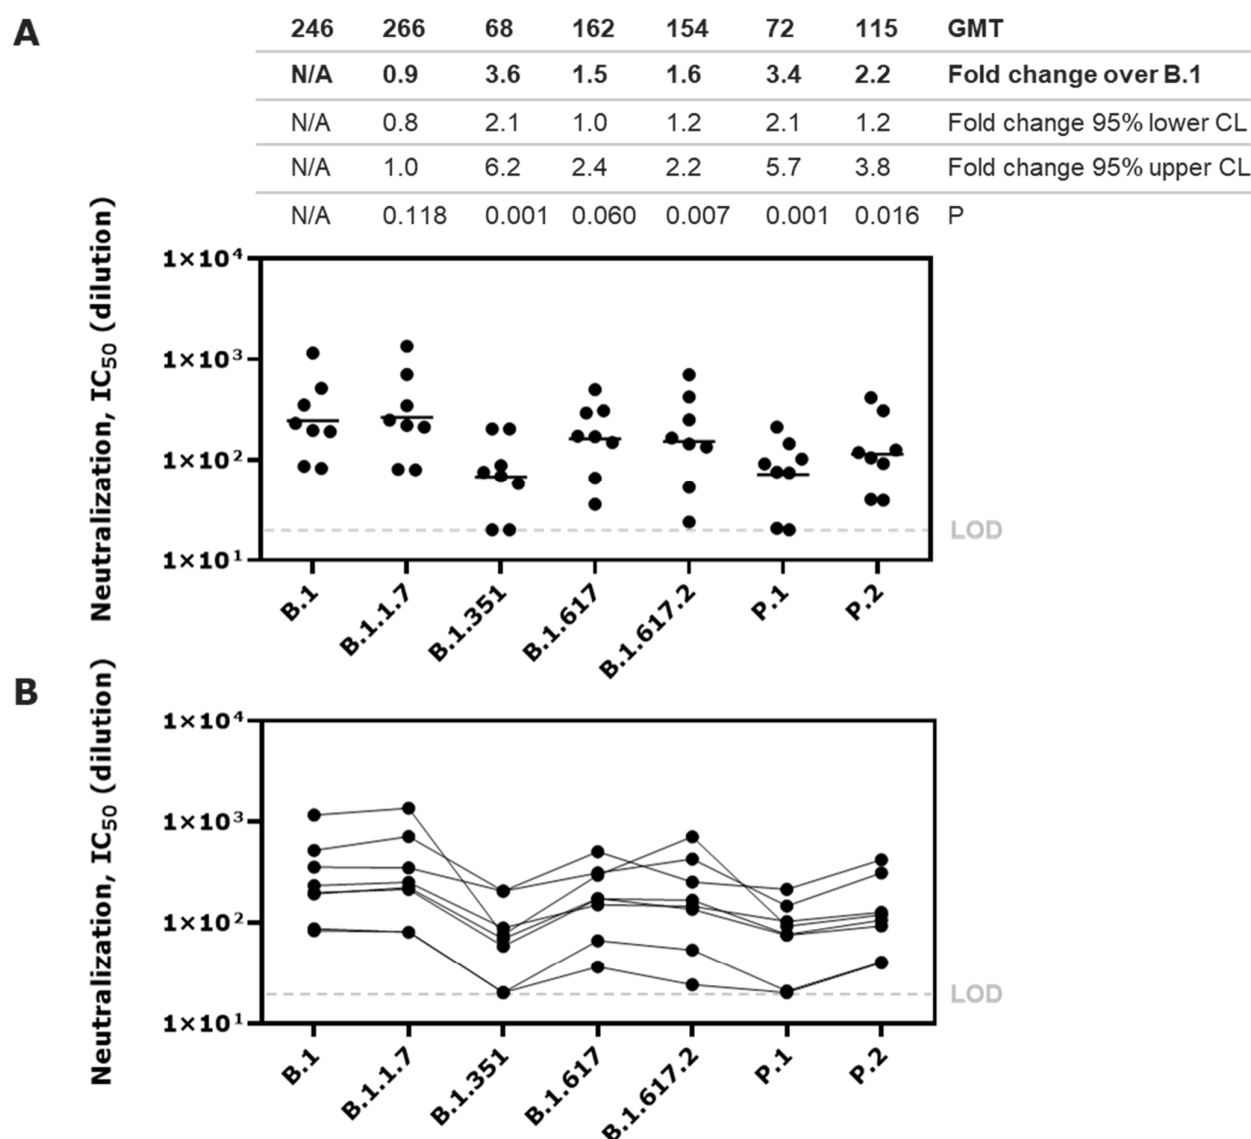 A
246 266 68 162 154 72 115 GMT
N/A 0.9 3.6 1.5 1.6 3.4 2.2 Fold change over B.1
N/A 0.8 2.1 1.0 1.2 2.1 1.2 Fold change 95% lower CL
N/A 1.0 6.2 2.4 2.2 5.7 3.8 Fold change 95% upper CL
N/A 0.118 0.001 0.060 0.007 0.001 0.016 P
Neutralization, IC₅₀ (dilution)
1×10⁴
1×10³
1×10²
1×10¹
LOD
B.1 B.1.1.7 B.1.351 B.1.617 B.1.617.2 P.1 P.2
B
Neutralization, IC₅₀ (dilution)
1×10⁴
1×10³
1×10²
1×10¹
LOD
B.1 B.1.1.7 B.1.351 B.1.617 B.1.617.2 P.1 P.2